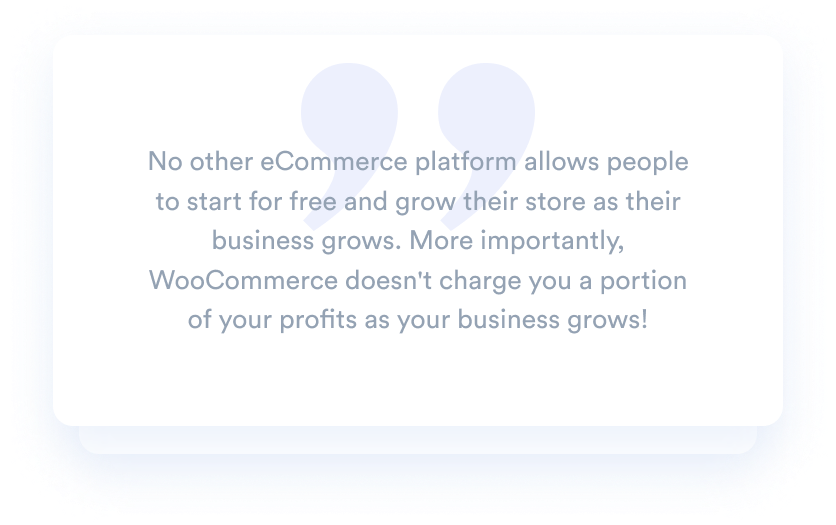 No other eCommerce platform allows people
to start for free and grow their store as their
business grows. More importantly,
WooCommerce doesn't charge you a portion
of your profits as your business grows!